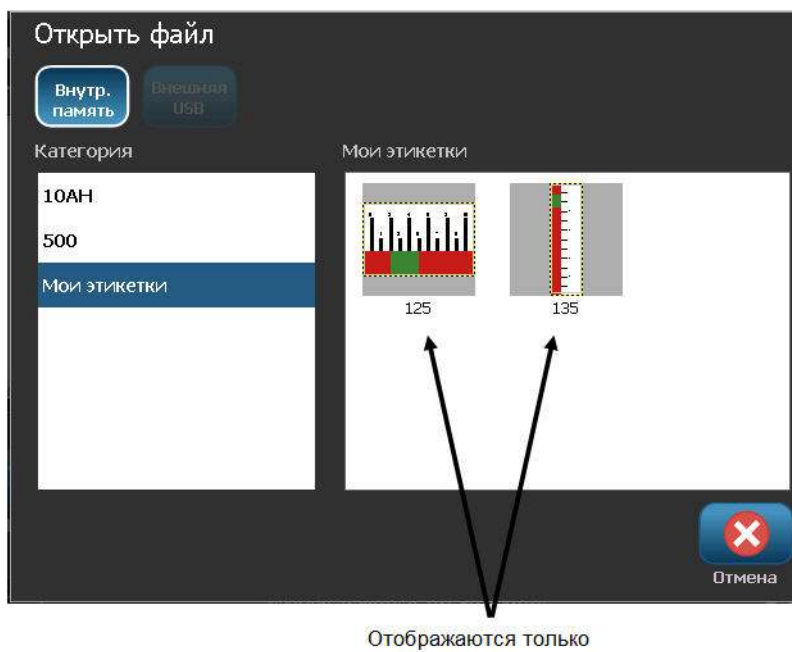 Открыть файл
Внутр.
память
Внешняя
USB
Категория
Мои этикетки
10AH
500
Мои этикетки
125
135
Отмена
Отображаются только